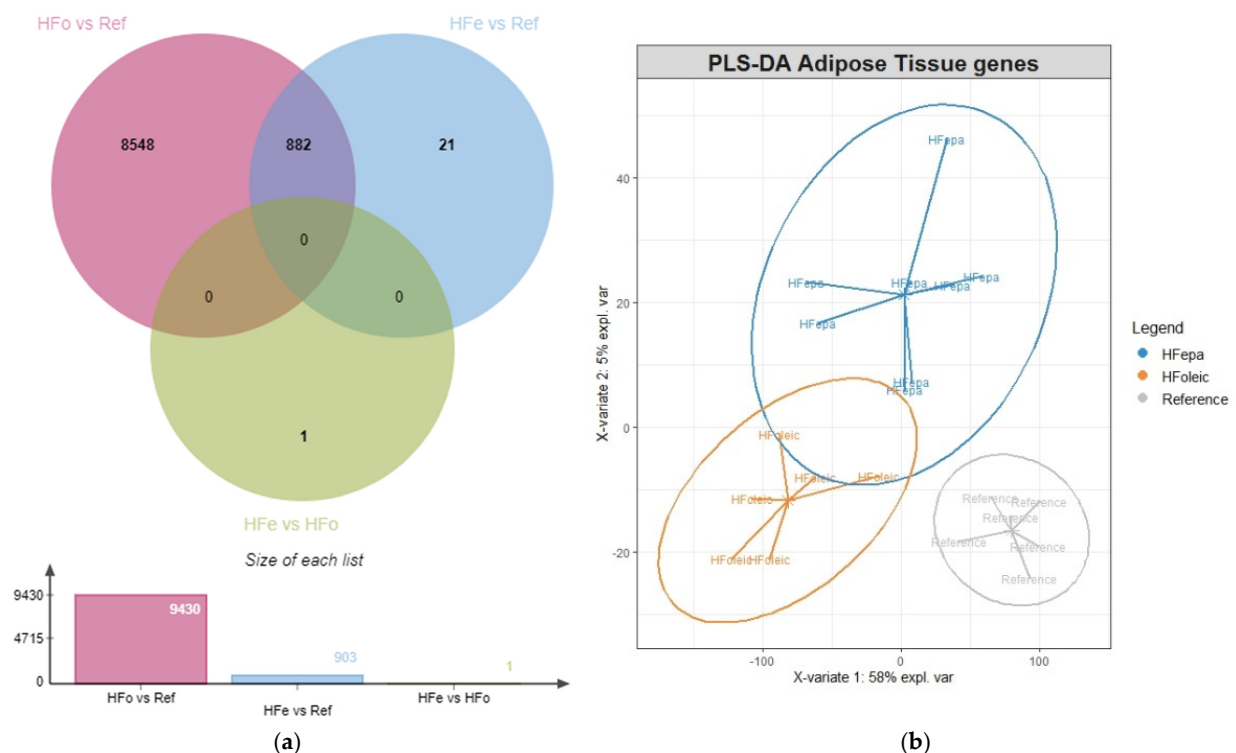 HFo vs Ref
HFe vs Ref
8548
882
21
0
0
0
1
HFe vs HFo
Size of each list
9430
4715
0
9430
903
1
HFo vs Ref
HFe vs Ref
HFe vs HFo
(a)
PLS-DA Adipose Tissue genes
X-variate 2: 5% expl. var
40
20
0
-20
HFepa
HFepa
HFepa
HFepa
HFepa
HFepa
HFepa
HFepa
HFoleic
HFoleic
HFoleic
HFoleic
HFoleic
HFoleic
Reference
Reference
Reference
Reference
Reference
Reference
-100
0
100
X-variate 1: 58% expl. var
Legend
HFepa
HFoleic
Reference
(b)